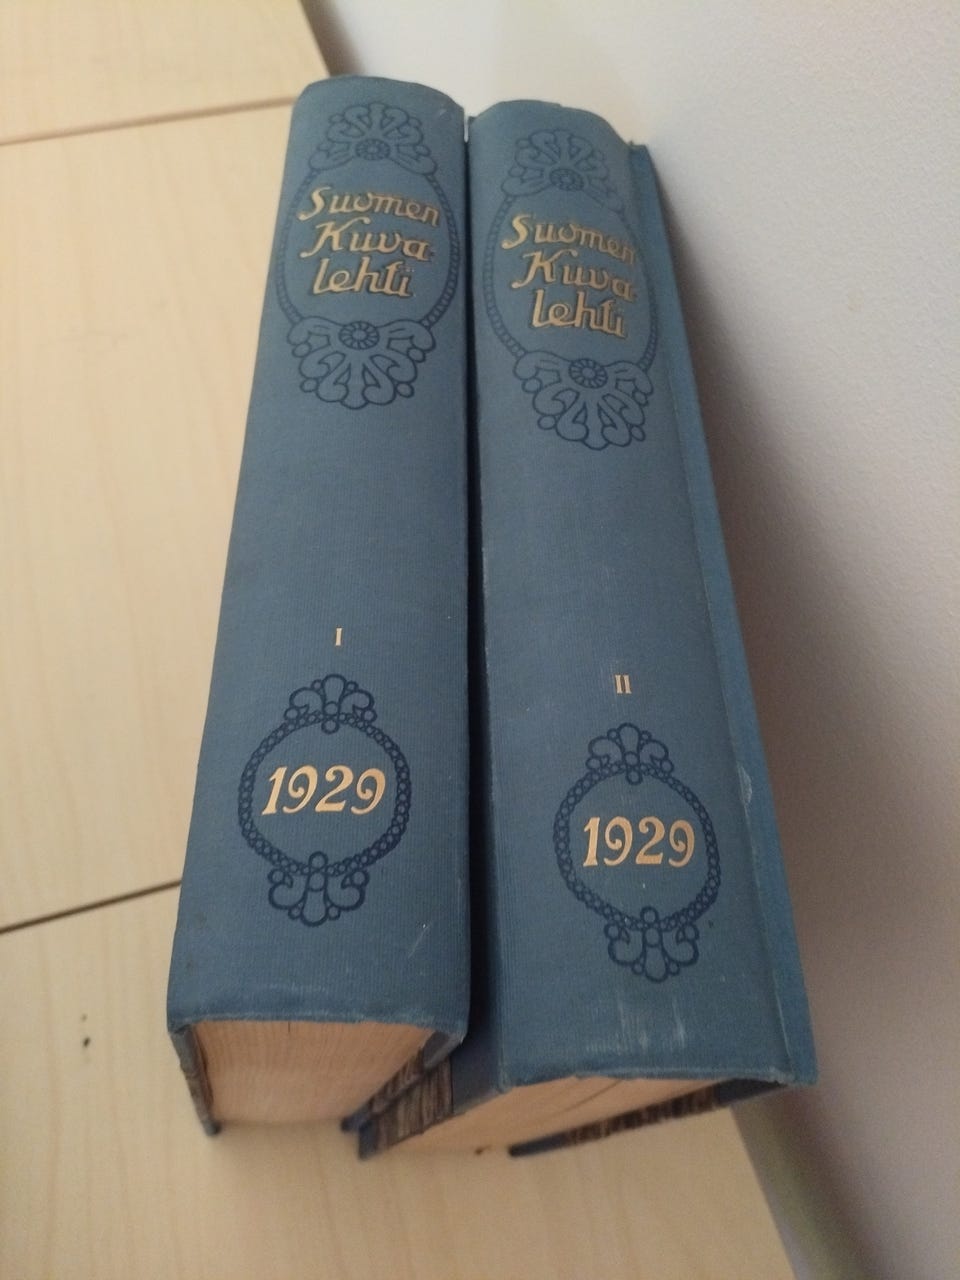 Suomen
Kuva-
lehti
I
1929
Suomen
Kuva-
lehti
II
1929